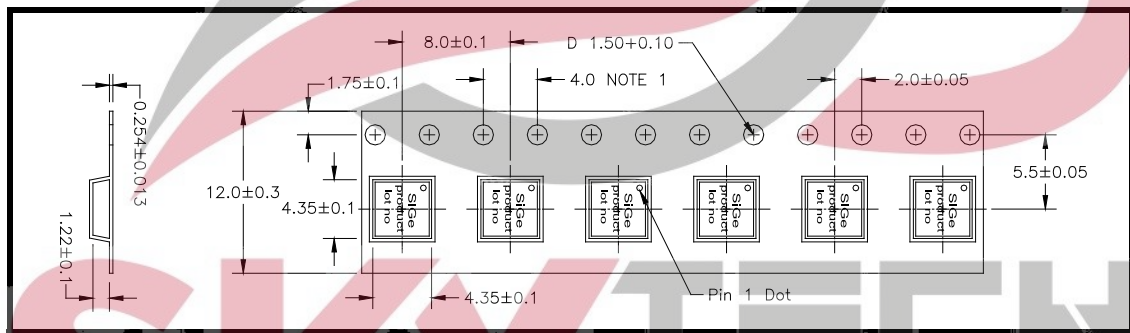 8.0±0.1
D 1.50+0.10
1.75±0.1
4.0 NOTE 1
2.0±0.05
0.254±0.013
12.0±0.3
4.35±0.1
5.5±0.05
SiGe
product
lot no
SiGe
product
lot no
SiGe
product
lot no
SiGe
product
lot no
SiGe
product
lot no
SiGe
product
lot no
1.22±0.1
4.35±0.1
Pin 1 Dot